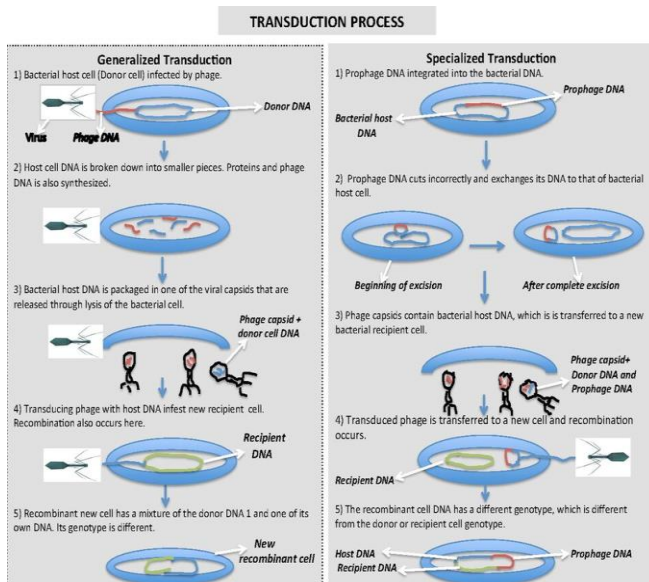 TRANSDUCTION PROCESS
Generalized Transduction
1) Bacterial host cell (Donor cell) infected by phage.
Donor DNA
Virus
Phage DNA
2) Host cell DNA is broken down into smaller pieces. Proteins and phage
DNA is also synthesized.
3) Bacterial host DNA is packaged in one of the viral capsids that are
released through lysis of the bacterial cell.
Phage capsid +
donor cell DNA
4) Transducing phage with host DNA infest new recipient cell.
Recombination also occurs here.
Recipient
DNA
5) Recombinant new cell has a mixture of the donor DNA 1 and one of its
own DNA. Its genotype is different.
New
recombinant cell
Specialized Transduction
1) Prophage DNA integrated into the bacterial DNA.
Prophage DNA
Bacterial host
DNA
2) Prophage DNA cuts incorrectly and exchanges its DNA to that of bacterial
host cell.
Beginning of excision
After complete excision
3) Phage capsids contain bacterial host DNA, which is is transferred to a new
bacterial recipient cell.
Phage capsid+
Donor DNA and
Prophage DNA
4) Transduced phage is transferred to a new cell and recombination
occurs.
Recipient DNA
5) The recombinant cell DNA has a different genotype, which is different
from the donor or recipient cell genotype.
Host DNA
Recipient DNA
Prophage DNA